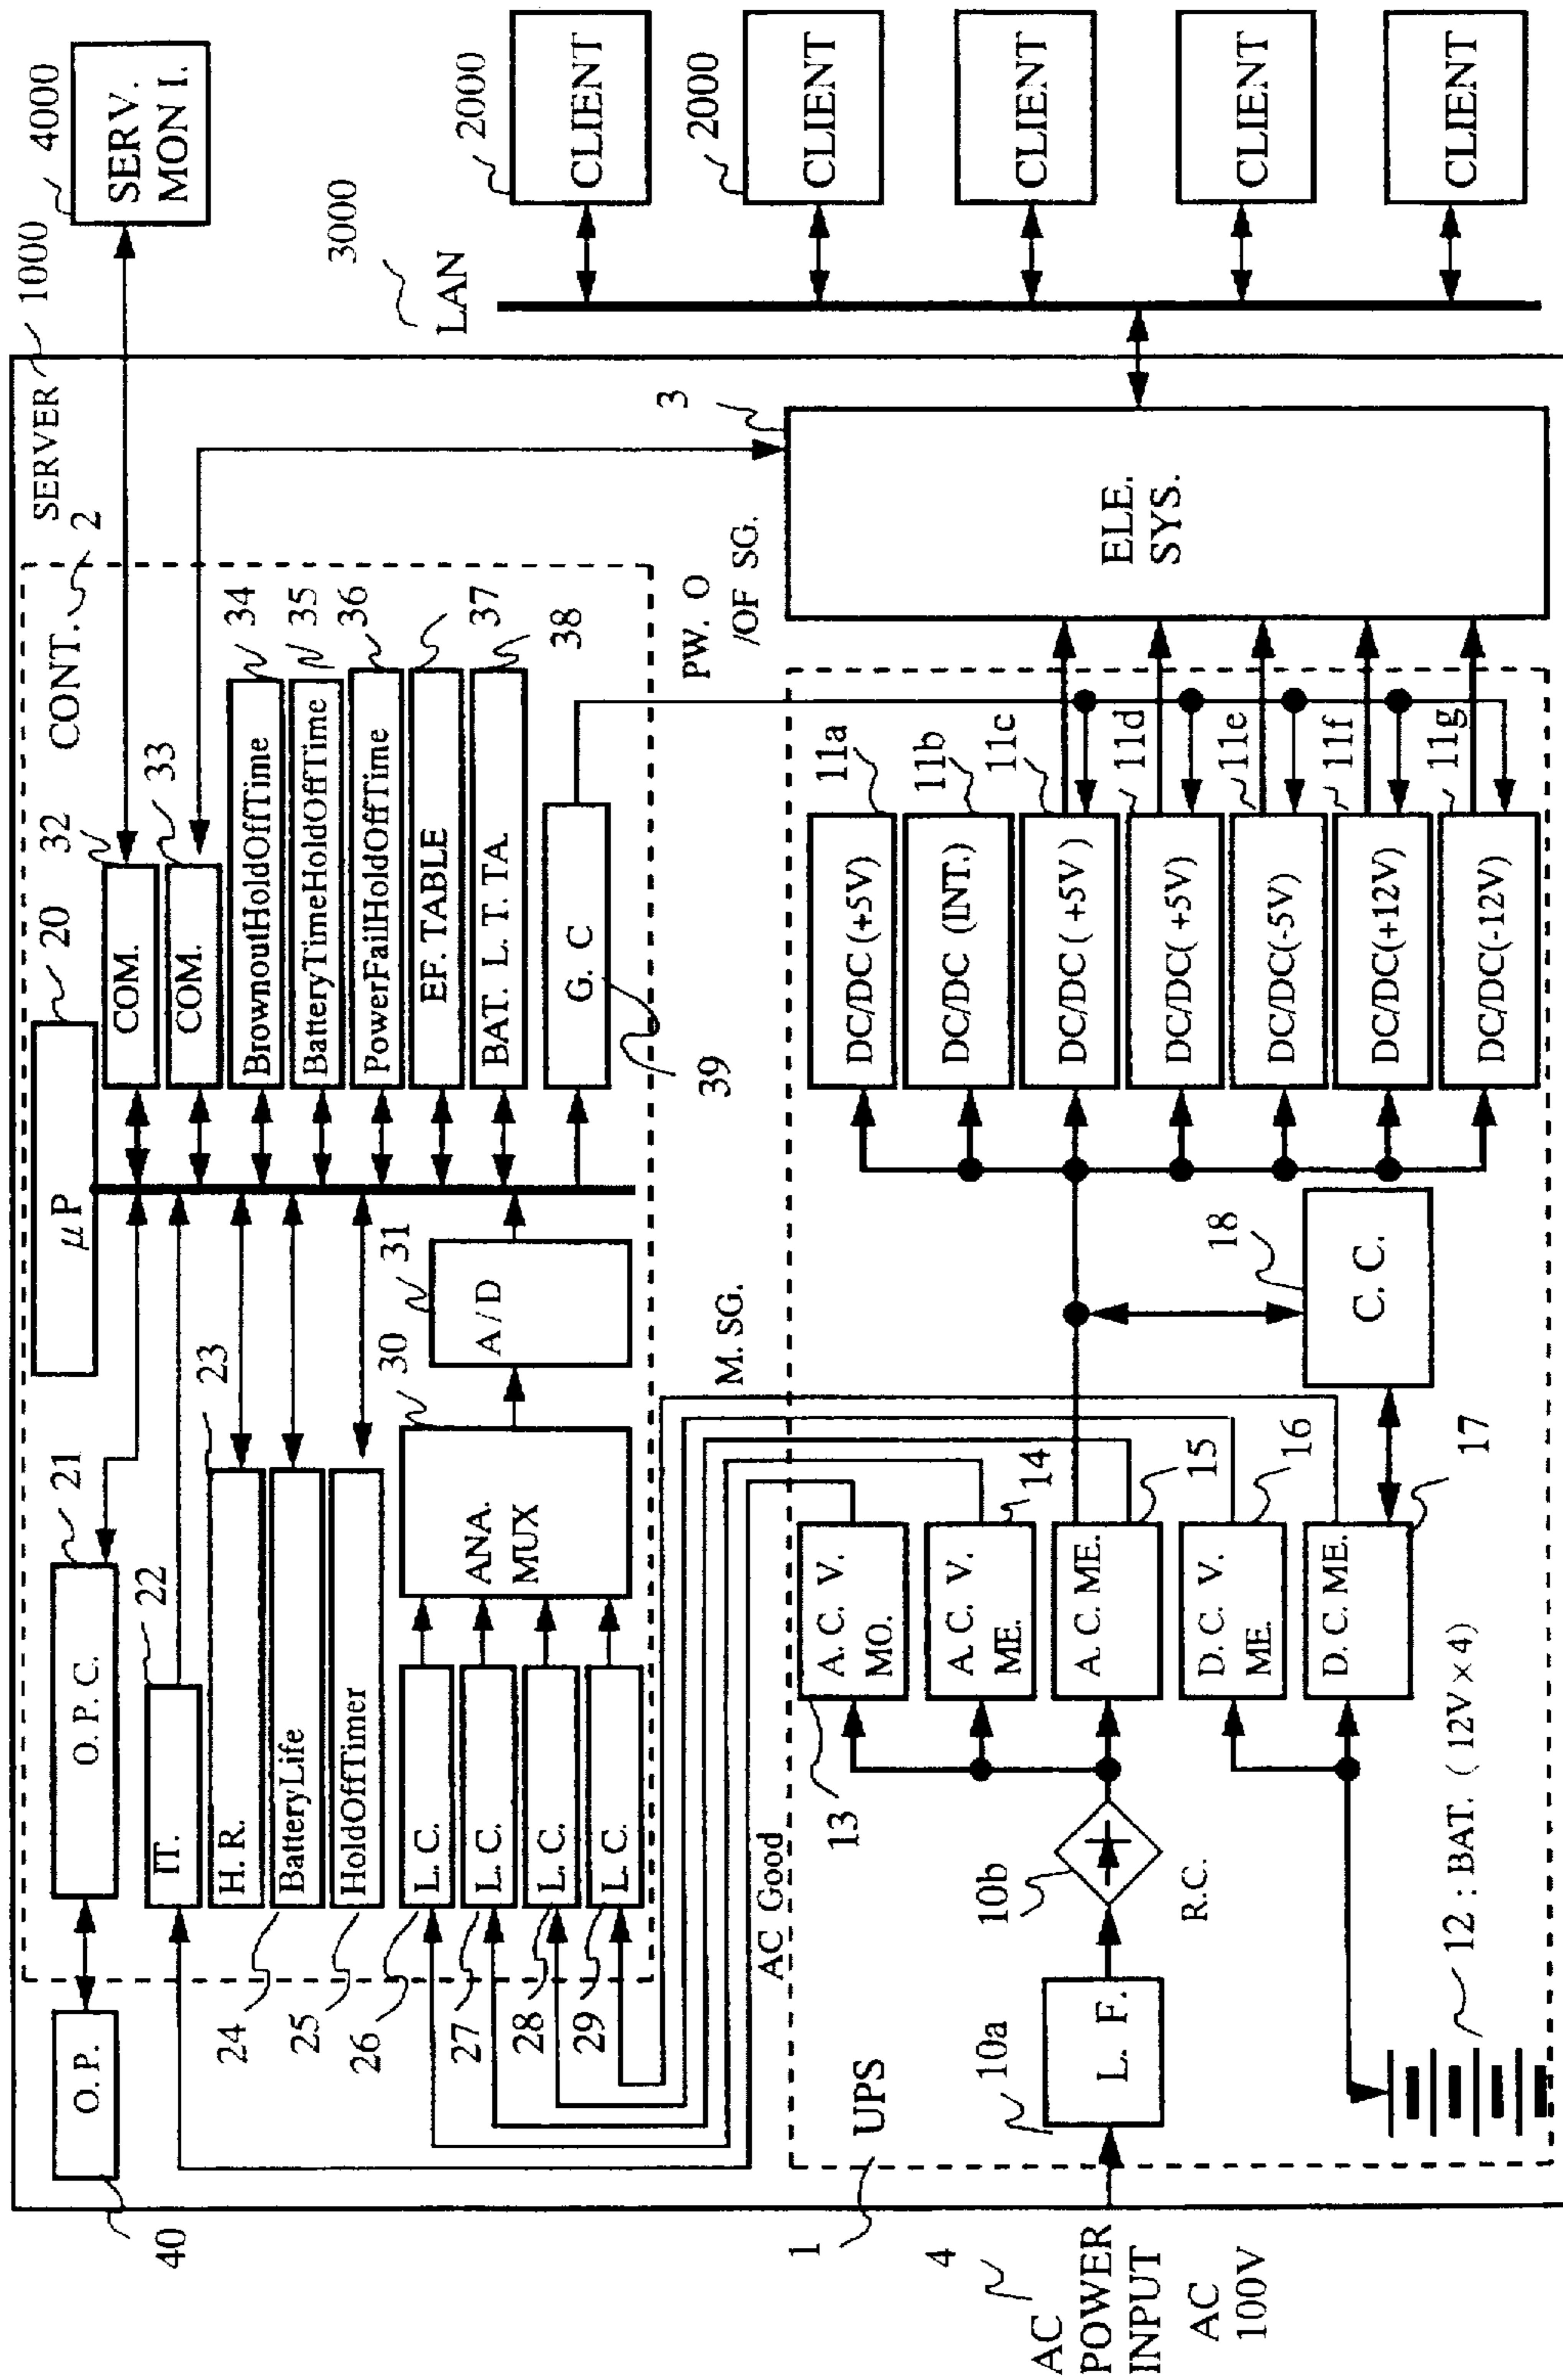 SERVER 1000
SERV.
MON I.
4000
CONT. 2
O. P.
40
O. P. C.
21
μP
20
IT.
22
H. R.
23
BatteryLife
24
HoldOffTimer
25
L. C.
26
L. C.
27
L. C.
28
L. C.
29
ANA.
MUX
30
A/D
31
COM.
32
COM.
33
BrownoutHoldOffTime
34
BatteryTimeHoldOffTime
35
PowerFailHoldOffTime
36
EF. TABLE
37
BAT. L. T. TA.
38
G. C
39
AC Good
M. SG.
PW. O
/OF SG.
3
ELE.
SYS.
3000
LAN
2000
CLIENT
2000
CLIENT
CLIENT
CLIENT
CLIENT
1
UPS
4
AC
POWER
INPUT
AC
100V
10a
L. F.
10b
R.C.
13
A. C. V.
MO.
A. C. V.
ME.
14
A. C. ME.
15
D. C. V.
ME.
16
D. C. ME.
17
12 : BAT. ( 12V × 4)
18
C. C.
DC/DC (+5V)
11a
DC/DC (INT.)
11b
DC/DC ( +5V )
11c
DC/DC( +5V)
11d
DC/DC(-5V)
11e
DC/DC(+12V)
11f
DC/DC(-12V)
11g